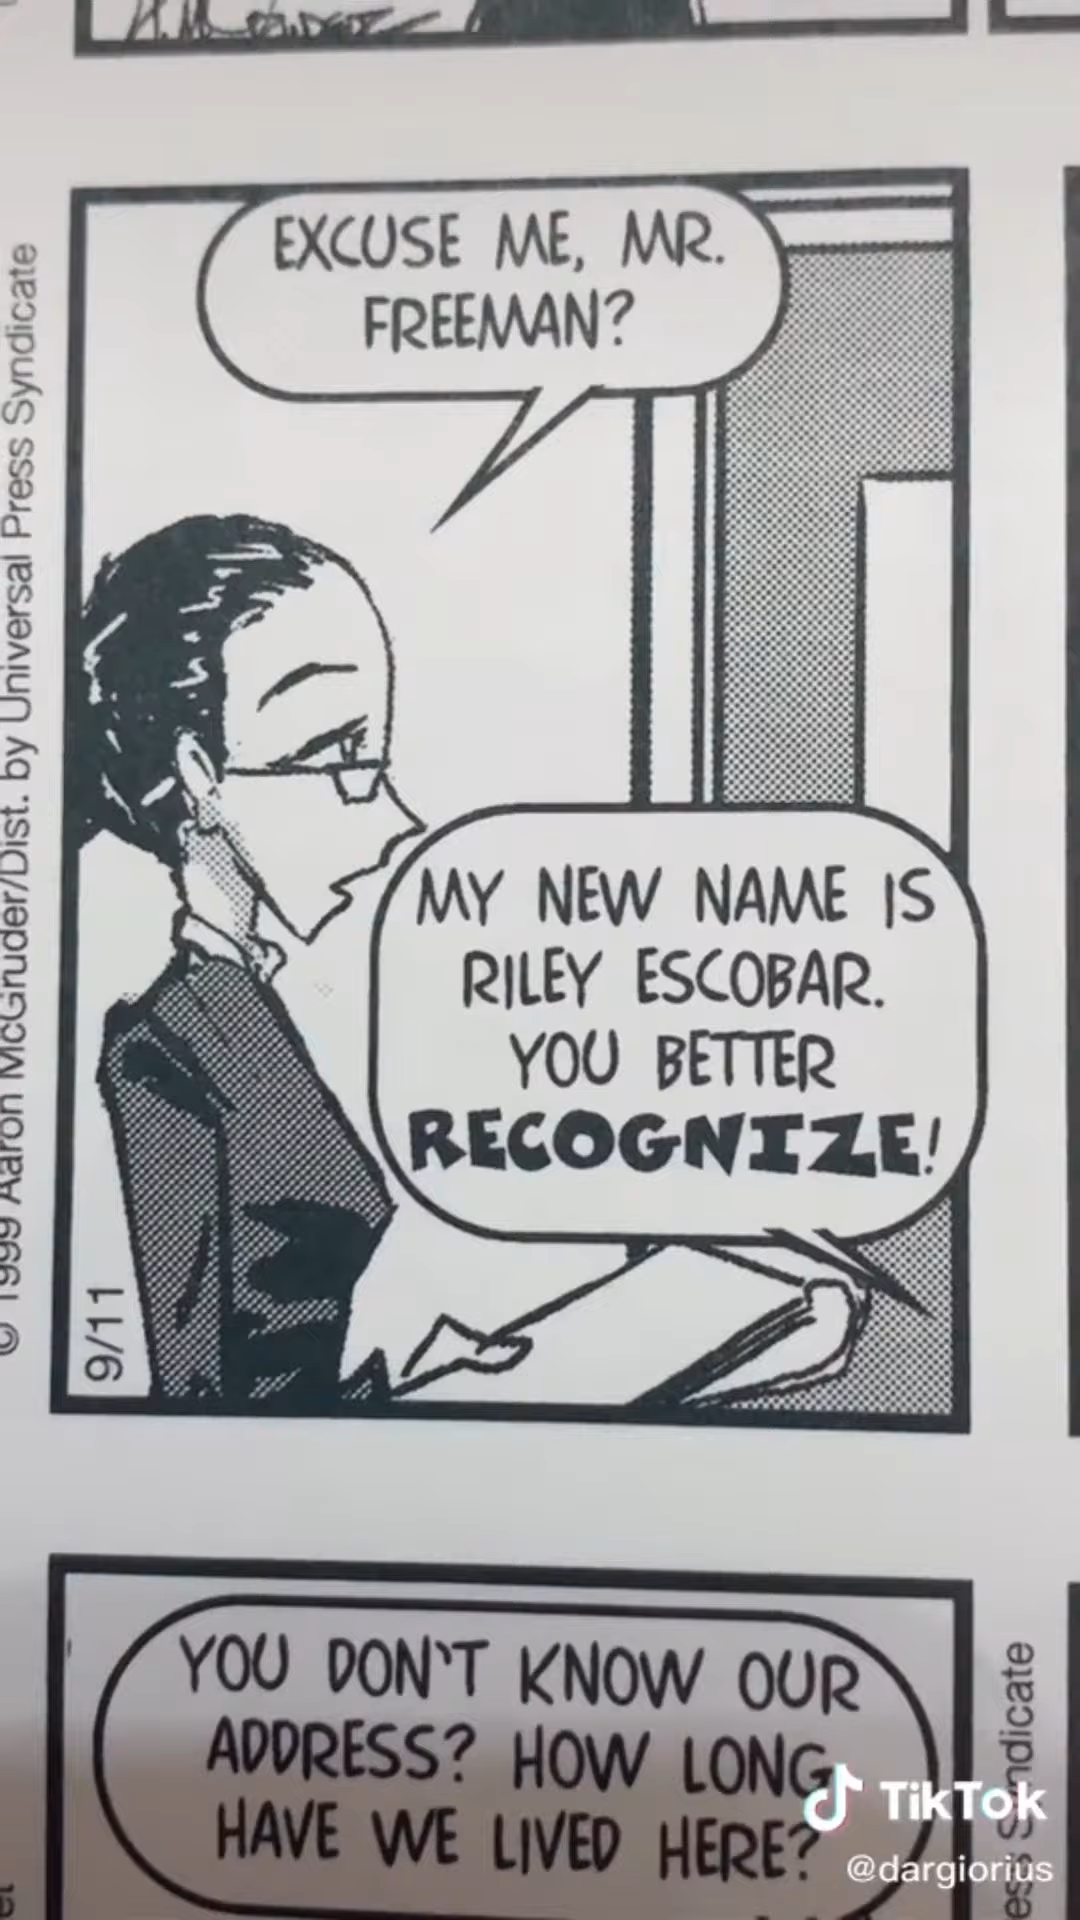 EXCUSE ME, MR.
FREEMAN?
MY NEW NAME IS
RILEY ESCOBAR.
YOU BETTER
RECOGNIZE!
9/11
© 1999 Aaron McGruder/Dist. by Universal Press Syndicate
YOU DON'T KNOW OUR
ADDRESS? HOW LONG
HAVE WE LIVED HERE?
Syndicate
TikTok
@dargiorius